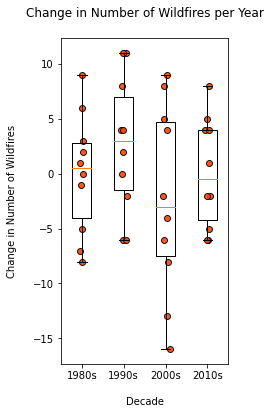 Change in Number of Wildfires per Year
Change in Number of Wildfires
10
5
0
−5
−10
−15
1980s 1990s 2000s 2010s
Decade